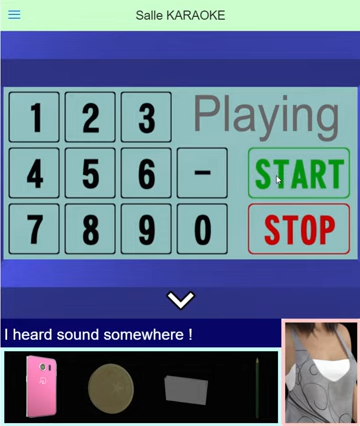 Salle KARAOKE
1 2 3 Playing
4 5 6 - START
7 8 9 0 STOP
I heard sound somewhere !